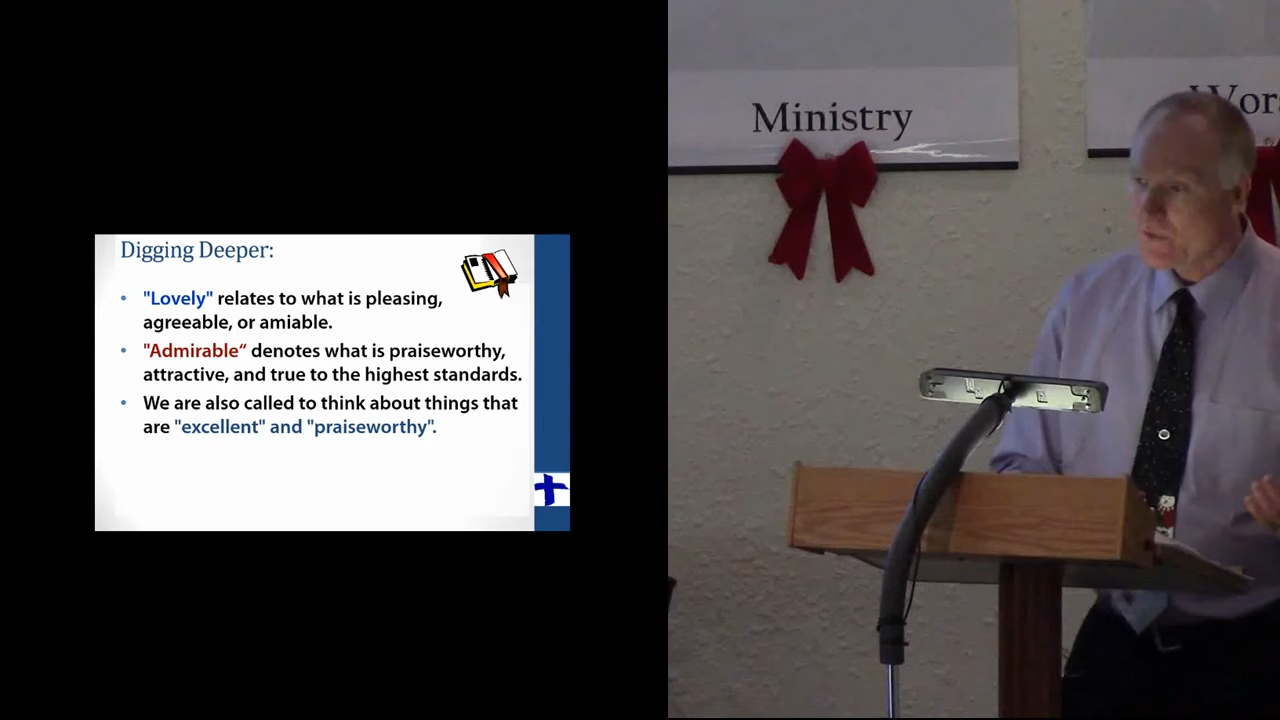 Digging Deeper:
• "Lovely" relates to what is pleasing,
agreeable, or amiable.
• "Admirable“ denotes what is praiseworthy,
attractive, and true to the highest standards.
• We are also called to think about things that
are "excellent" and "praiseworthy".
Ministry